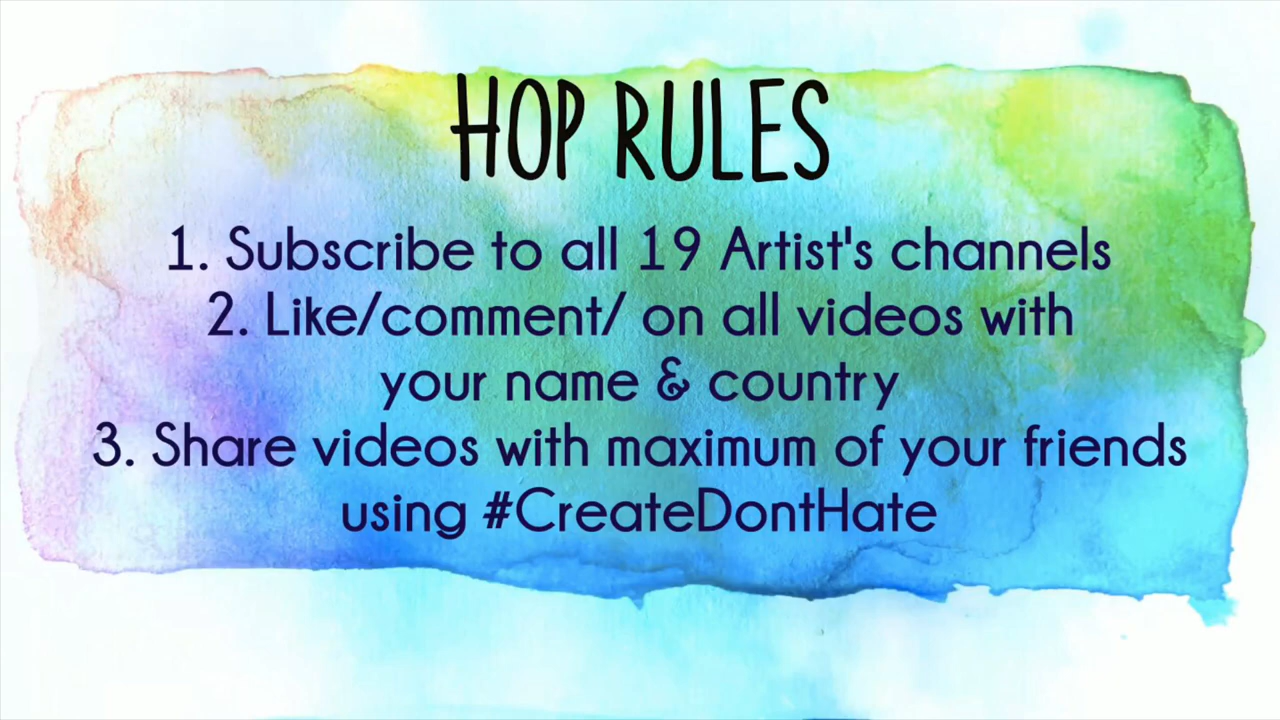 HOP RULES
1. Subscribe to all 19 Artist's channels
2. Like/comment/ on all videos with
your name & country
3. Share videos with maximum of your friends
using #CreateDontHate